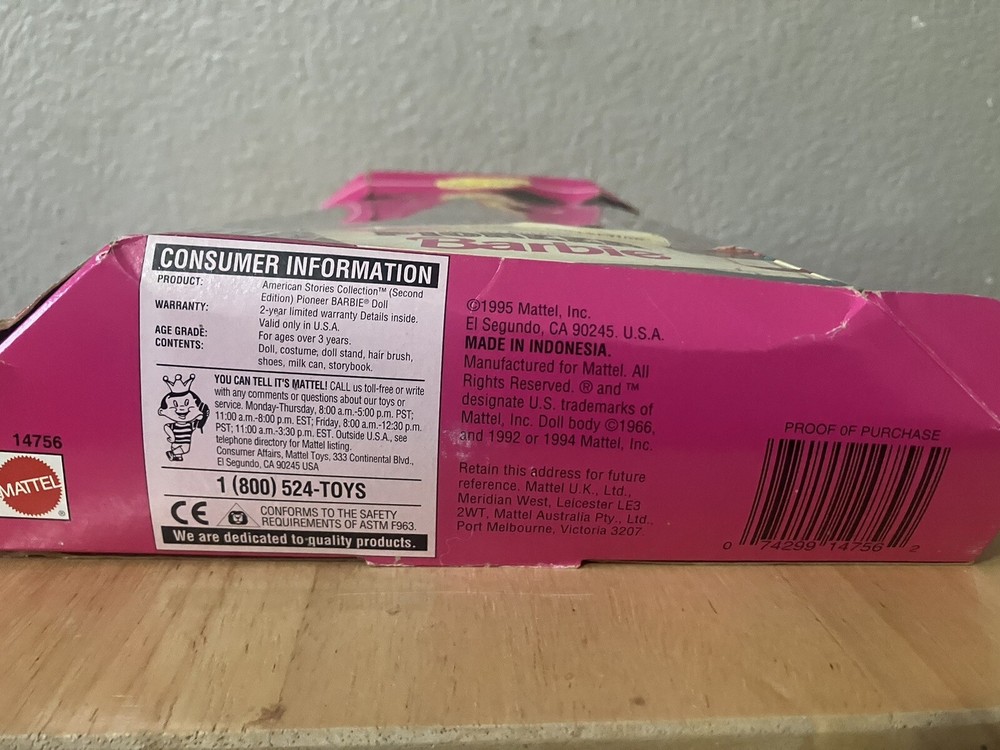 Barbie
CONSUMER INFORMATION
PRODUCT: American Stories Collection™ (Second
Edition) Pioneer BARBIE® Doll
WARRANTY: 2-year limited warranty Details inside.
Valid only in U.S.A.
AGE GRADE: For ages over 3 years.
CONTENTS: Doll, costume, doll stand, hair brush,
shoes, milk can, storybook.
YOU CAN TELL IT'S MATTEL! CALL us toll-free or write
with any comments or questions about our toys or
service. Monday-Thursday, 8:00 a.m.-5:00 p.m. PST;
11:00 a.m.-8:00 p.m. EST; Friday, 8:00 a.m.-12:30 p.m.
PST; 11:00 a.m.-3:30 p.m. EST. Outside U.S.A., see
telephone directory for Mattel listing.
Consumer Affairs, Mattel Toys, 333 Continental Blvd.,
El Segundo, CA 90245 USA
1 (800) 524-TOYS
CE CONFORMS TO THE SAFETY
REQUIREMENTS OF ASTM F963.
We are dedicated to quality products.
14756
MATTEL
®
©1995 Mattel, Inc.
El Segundo, CA 90245. U.S.A.
MADE IN INDONESIA.
Manufactured for Mattel. All
Rights Reserved. ® and ™
designate U.S. trademarks of
Mattel, Inc. Doll body ©1966,
and 1992 or 1994 Mattel, Inc.
Retain this address for future
reference. Mattel U.K., Ltd.,
Meridian West, Leicester LE3
2WT, Mattel Australia Pty., Ltd.,
Port Melbourne, Victoria 3207.
PROOF OF PURCHASE
0 74299 14756 2